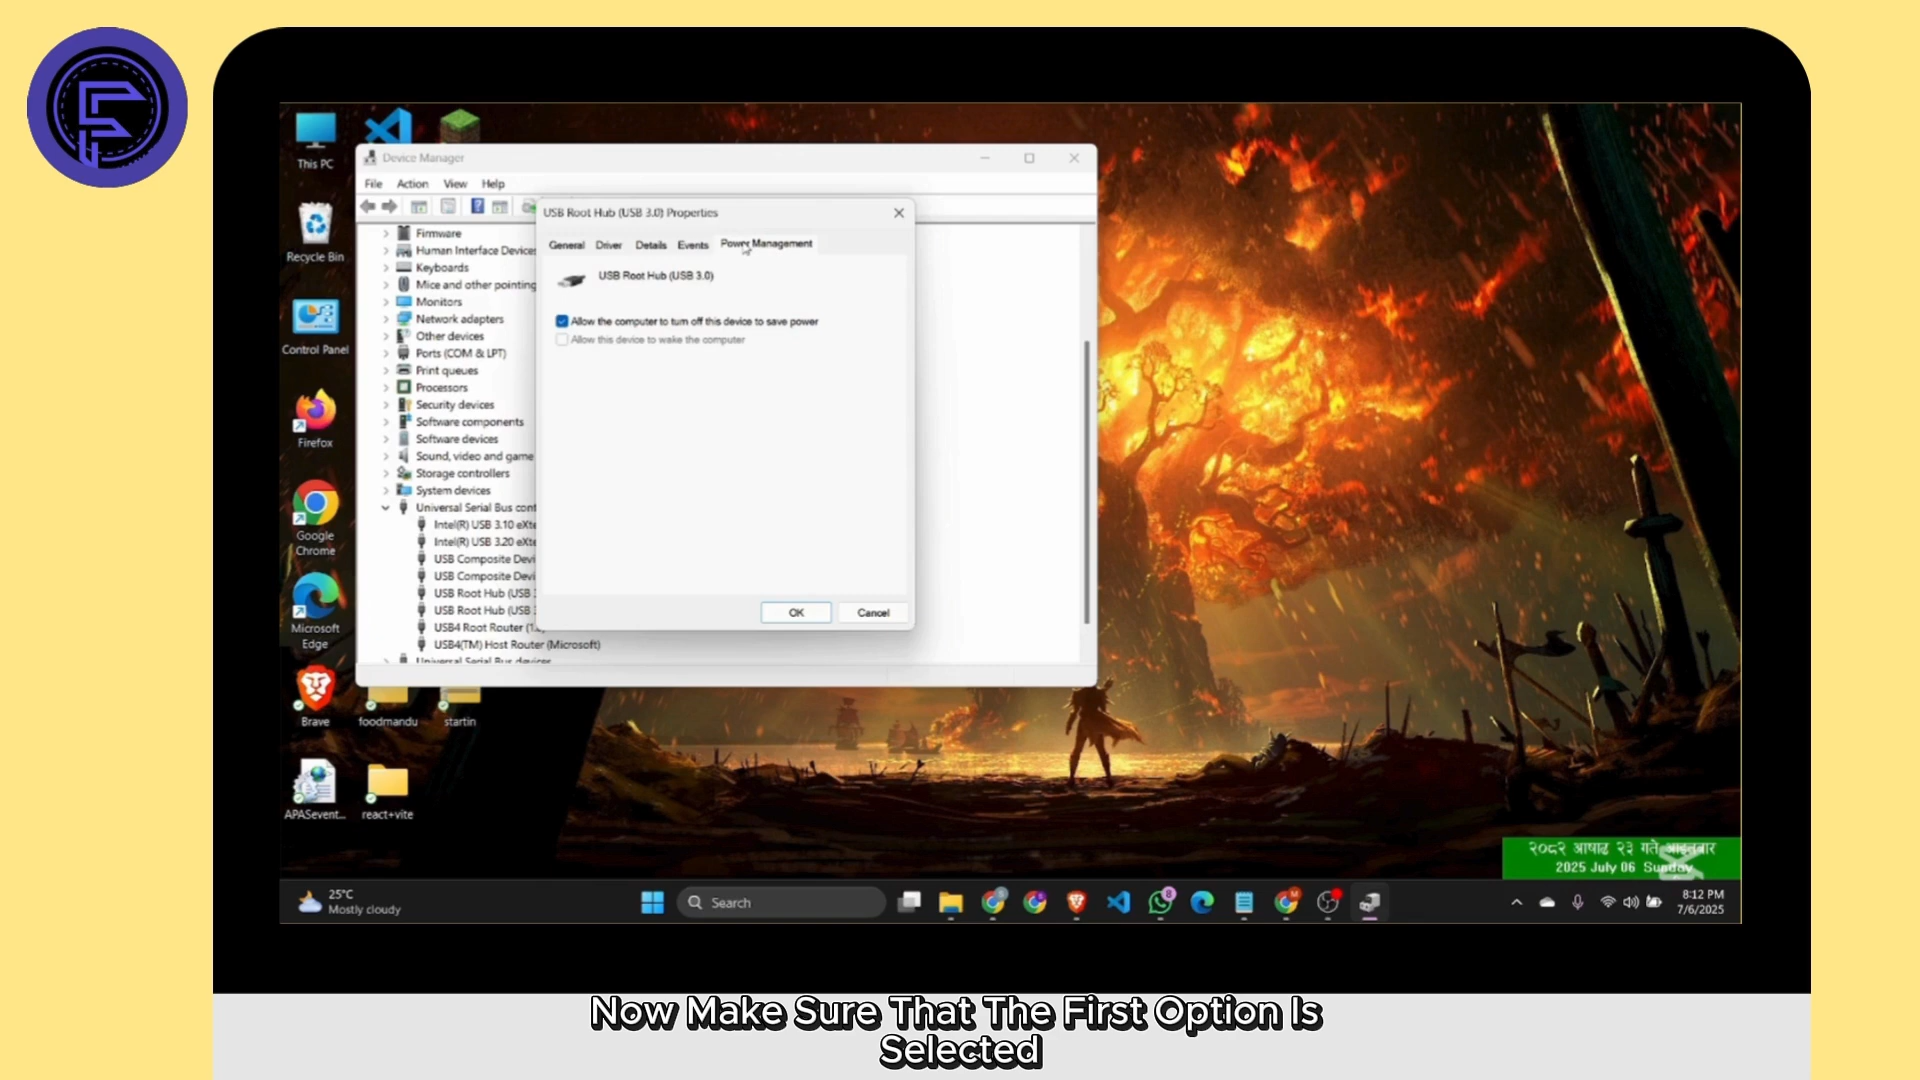 This PC
Recycle Bin
Control Panel
Firefox
Google
Chrome
Microsoft
Edge
Brave
foodmandu
startin
APASevent...
react+vite
Device Manager
File Action View Help
Firmware
Human Interface Devices
Keyboards
Mice and other pointing
Monitors
Network adapters
Other devices
Ports (COM & LPT)
Print queues
Processors
Security devices
Software components
Software devices
Sound, video and game
Storage controllers
System devices
Universal Serial Bus cont
Intel(R) USB 3.10 eXte
Intel(R) USB 3.20 eXte
USB Composite Devi
USB Composite Devi
USB Root Hub (USB
USB Root Hub (USB
USB4 Root Router (1.
USB4(TM) Host Router (Microsoft)
Universal Serial Bus devices
USB Root Hub (USB 3.0) Properties
General Driver Details Events Power Management
USB Root Hub (USB 3.0)
Allow the computer to turn off this device to save power
Allow this device to wake the computer
OK Cancel
२०८२ आषाढ २३ गते आइतबार
2025 July 06 Sunday
25°C
Mostly cloudy
Search
8:12 PM
7/6/2025
Now Make Sure That The First Option Is
Selected